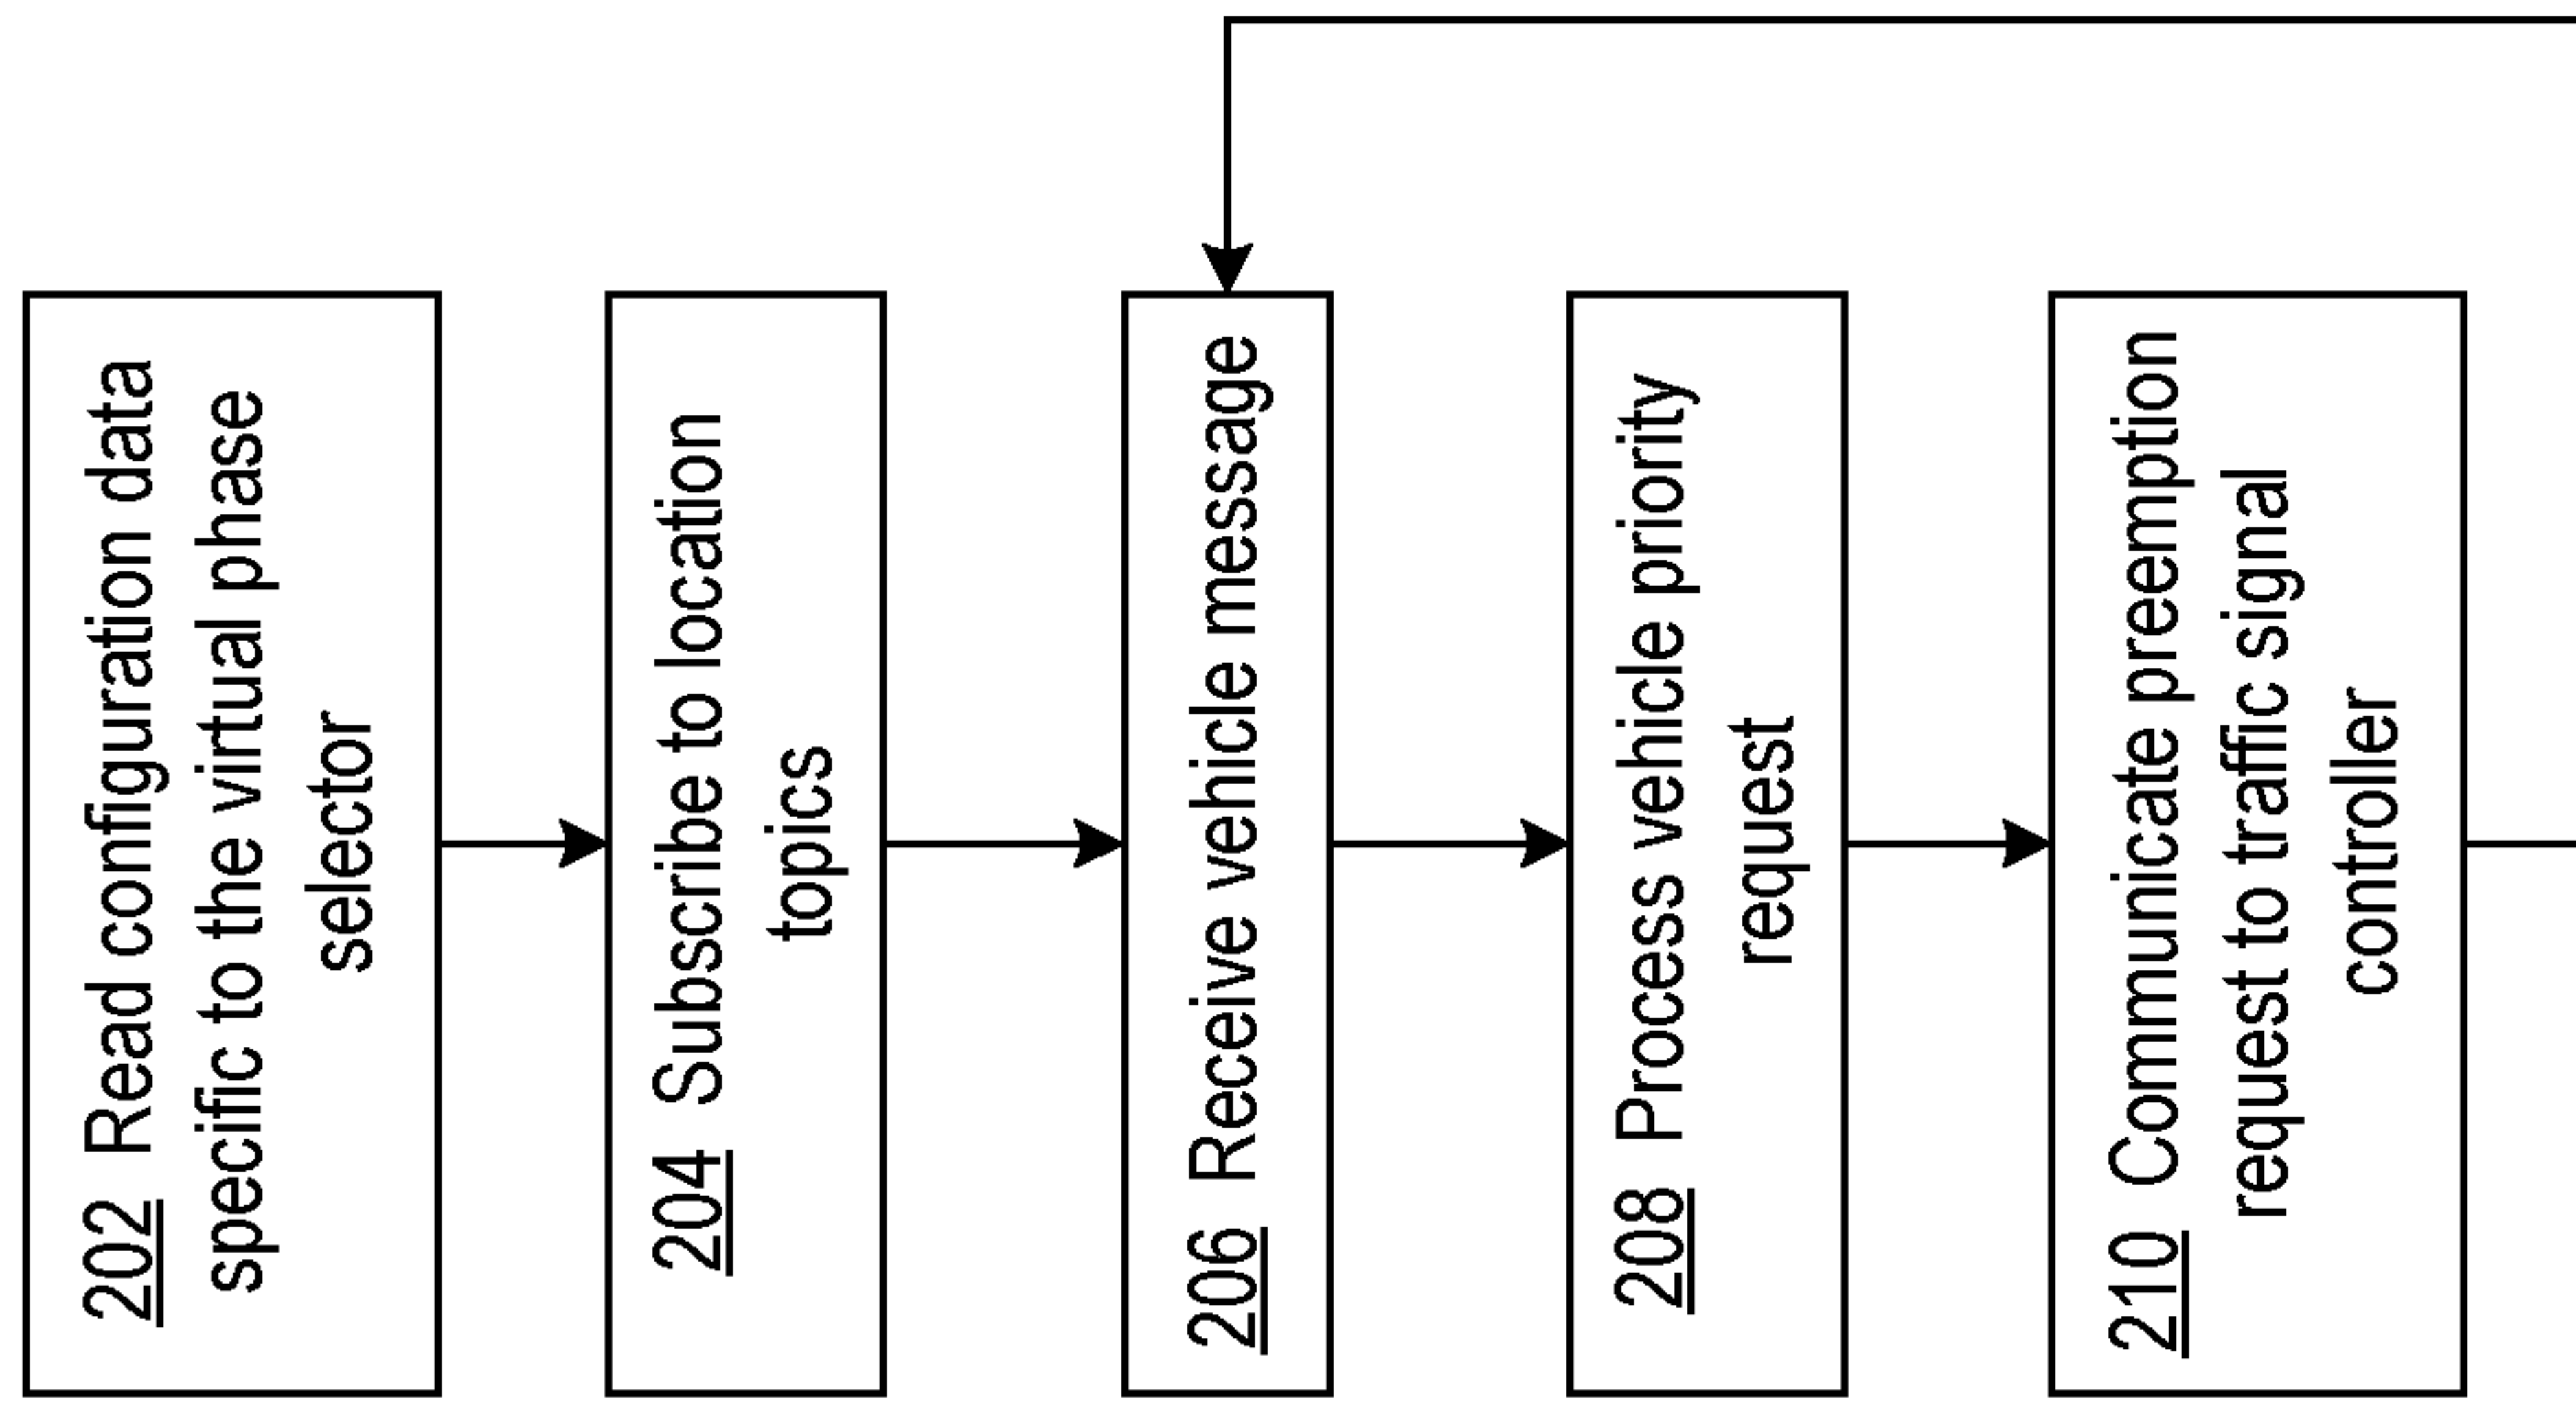 202 Read configuration data
specific to the virtual phase
selector
204 Subscribe to location
topics
206 Receive vehicle message
208 Process vehicle priority
request
210 Communicate preemption
request to traffic signal
controller